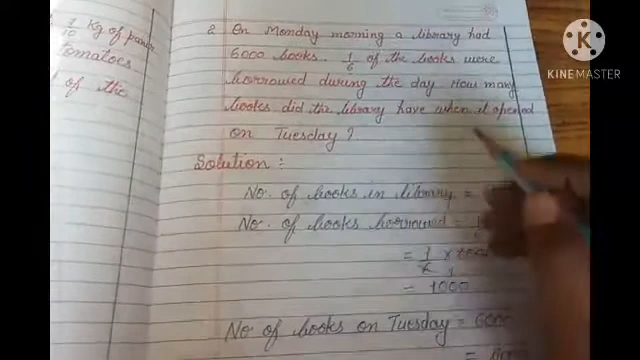 7/10 Kg of
tomatoes
of the
2. On Monday morning a library had
6000 books. 1/6 of the books were
borrowed during the day How many
books did the library have when it opened
on Tuesday?
Solution :
No. of books in library =
No. of books borrowed =
= 1/6 ×
= 1000
No of books on Tuesday = 6000
=
KINEMASTER